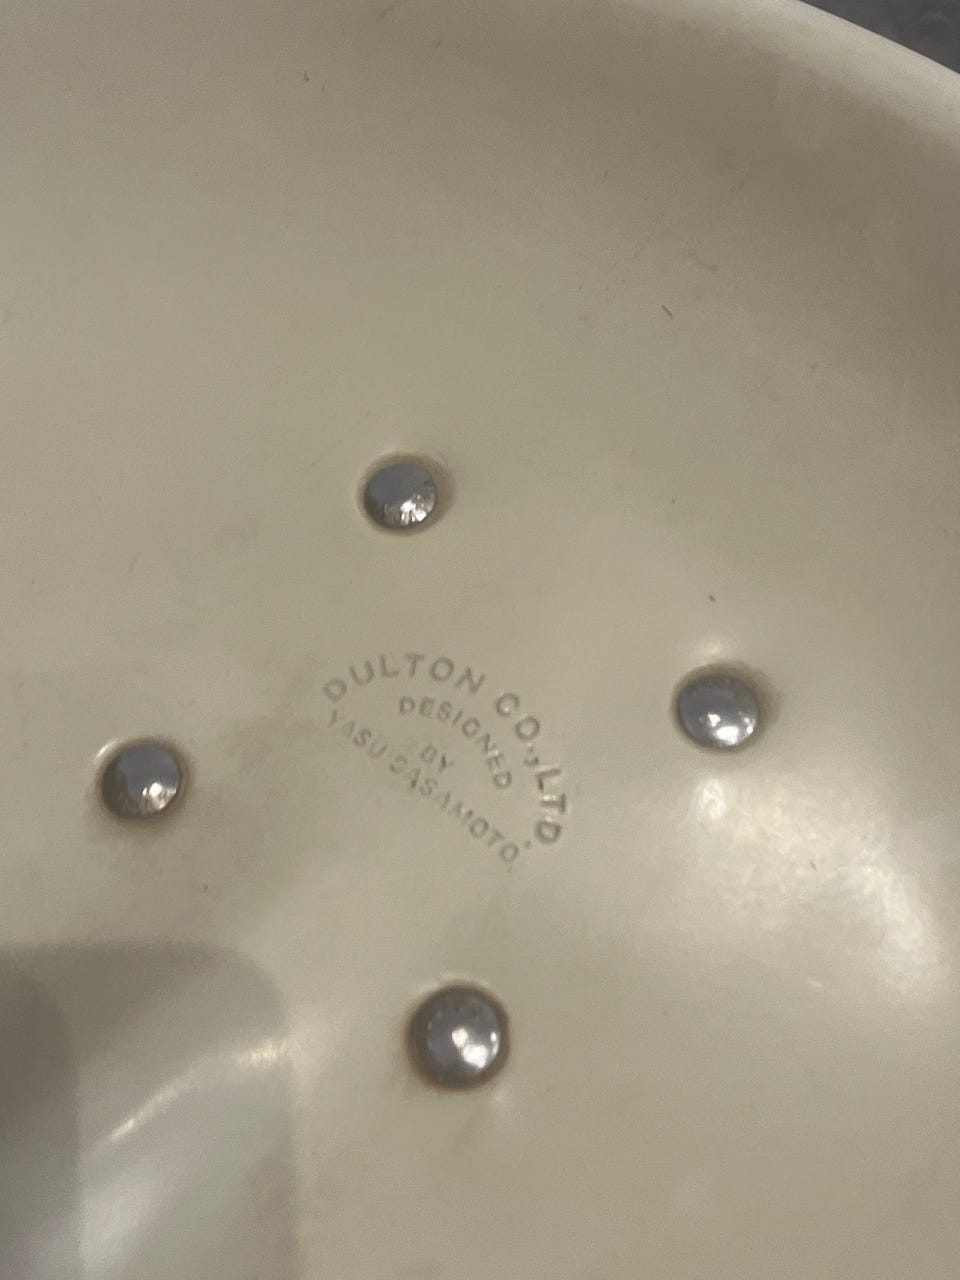 DULTON CO.,LTD.
DESIGNED
BY
YASU SASAMOTO